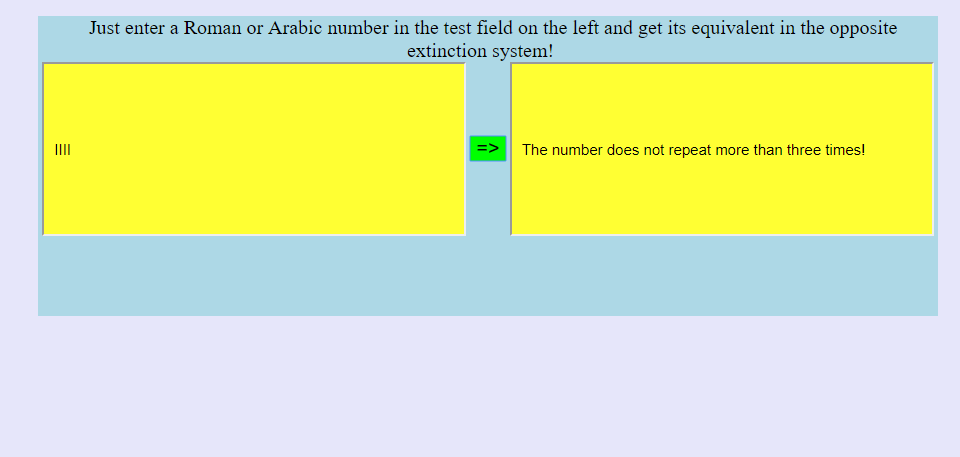 Just enter a Roman or Arabic number in the test field on the left and get its equivalent in the opposite
extinction system!
IIII
=>
The number does not repeat more than three times!